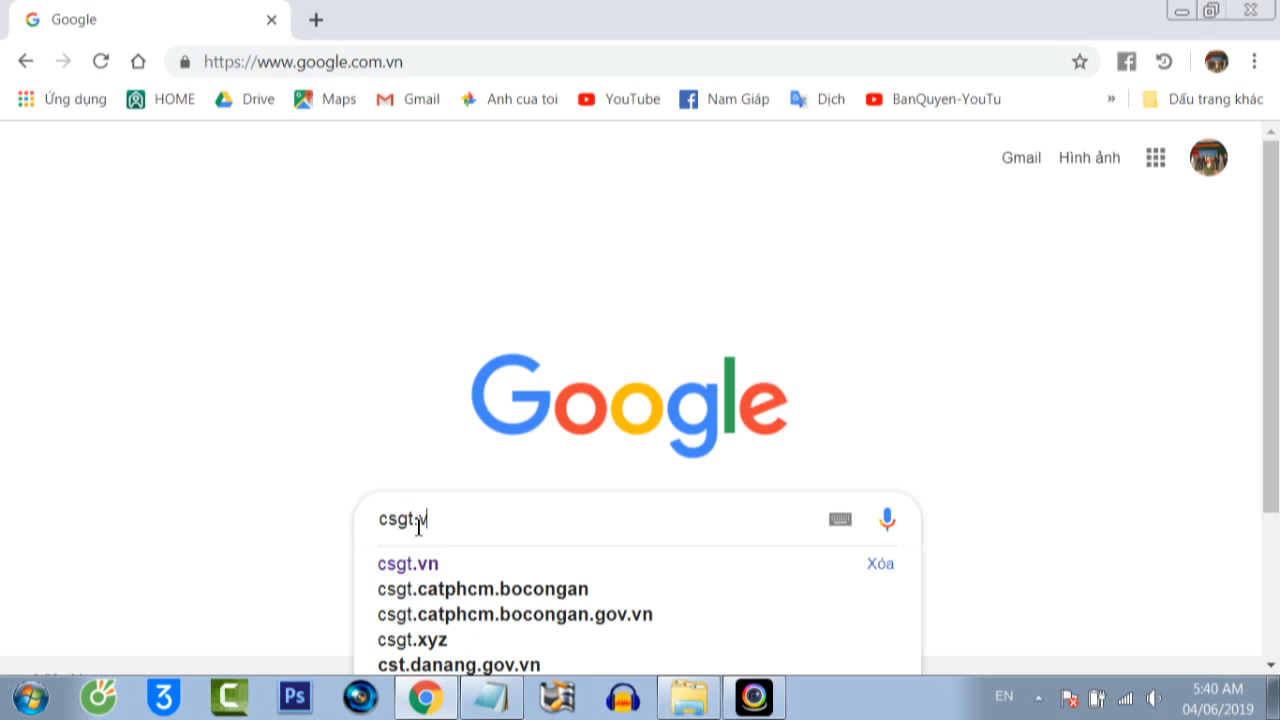 Google
https://www.google.com.vn
Ứng dụng HOME Drive Maps Gmail Anh cua toi YouTube Nam Giáp Dịch BanQuyen-YouTu » Dấu trang khác
Gmail Hình ảnh
Google
csgt.v
csgt.vn Xóa
csgt.catphcm.bocongan
csgt.catphcm.bocongan.gov.vn
csgt.xyz
cst.danang.gov.vn
3 C Ps EN 5:40 AM
04/06/2019